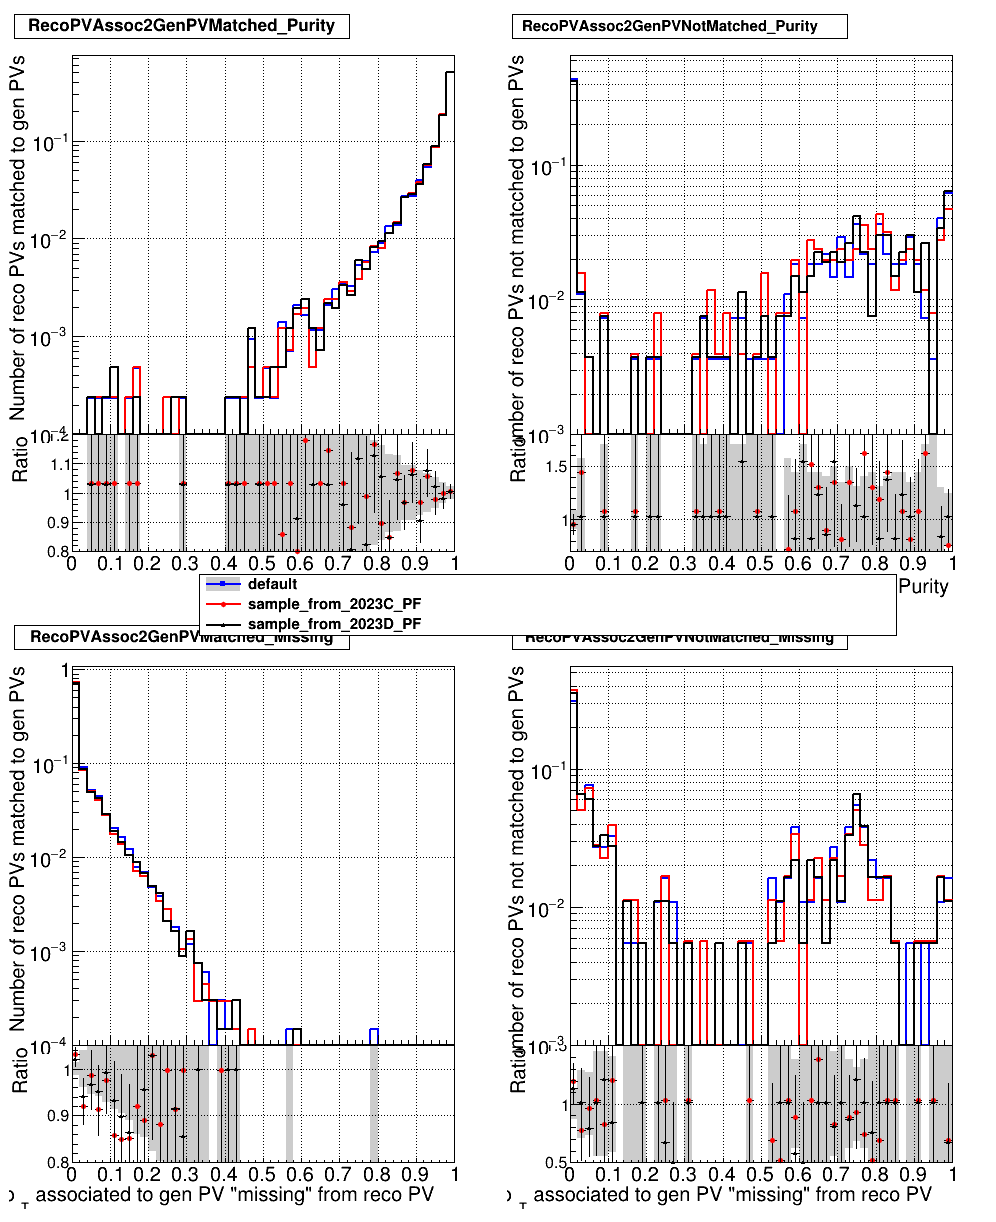 RecoPVAssoc2GenPVMatched_Purity
RecoPVAssoc2GenPVNotMatched_Purity
Number of reco PVs matched to gen PVs
10−1
10−2
10−3
10−4
Ratio
1.2
1.1
1
0.9
0.8
0 0.1 0.2 0.3 0.4 0.5 0.6 0.7 0.8 0.9 1
mber of reco PVs not matcched to gen PVs
10−1
10−2
10−3
Ratio
1.5
1
0 0.1 0.2 0.3 0.4 0.5 0.6 0.7 0.8 0.9 1
Purity
default
sample_from_2023C_PF
sample_from_2023D_PF
RecoPVAssoc2GenPVMatched_Missing
RecoPVAssoc2GenPVNotMatched_Missing
Number of reco PVs matched to gen PVs
1
10−1
10−2
10−3
10−4
Ratio
1
0.9
0.8
0 0.1 0.2 0.3 0.4 0.5 0.6 0.7 0.8 0.9 1
T associated to gen PV "missing" from reco PV
mber of reco PVs not matcched to gen PVs
10−1
10−2
10−3
Ratio
1
0.5
0 0.1 0.2 0.3 0.4 0.5 0.6 0.7 0.8 0.9 1
T associated to gen PV "missing" from reco PV